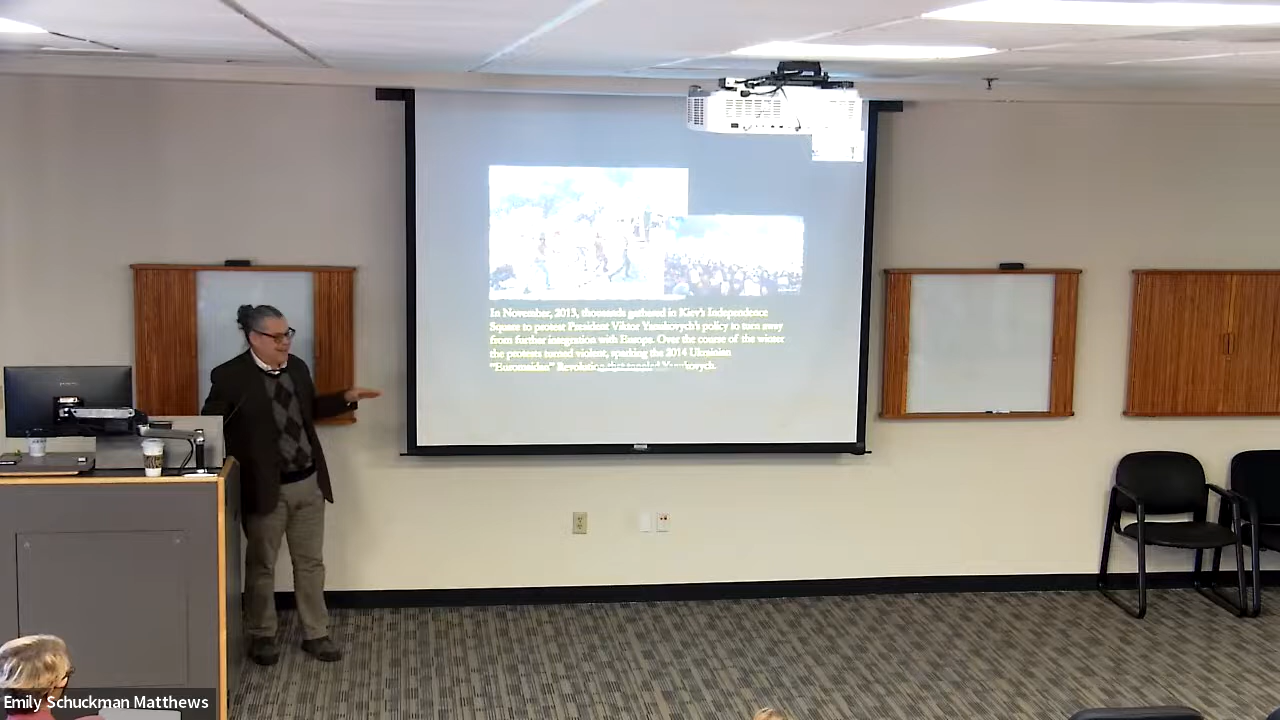 In November, 2013, thousands gathered in Kiev's Independence
Square to protest President Viktor Yanukovych's policy to turn away
from further integration with Europe. Over the course of the winter
the protests turned violent, sparking the 2014 Ukrainian
"Euromaidan" Revolution
Emily Schuckman Matthews